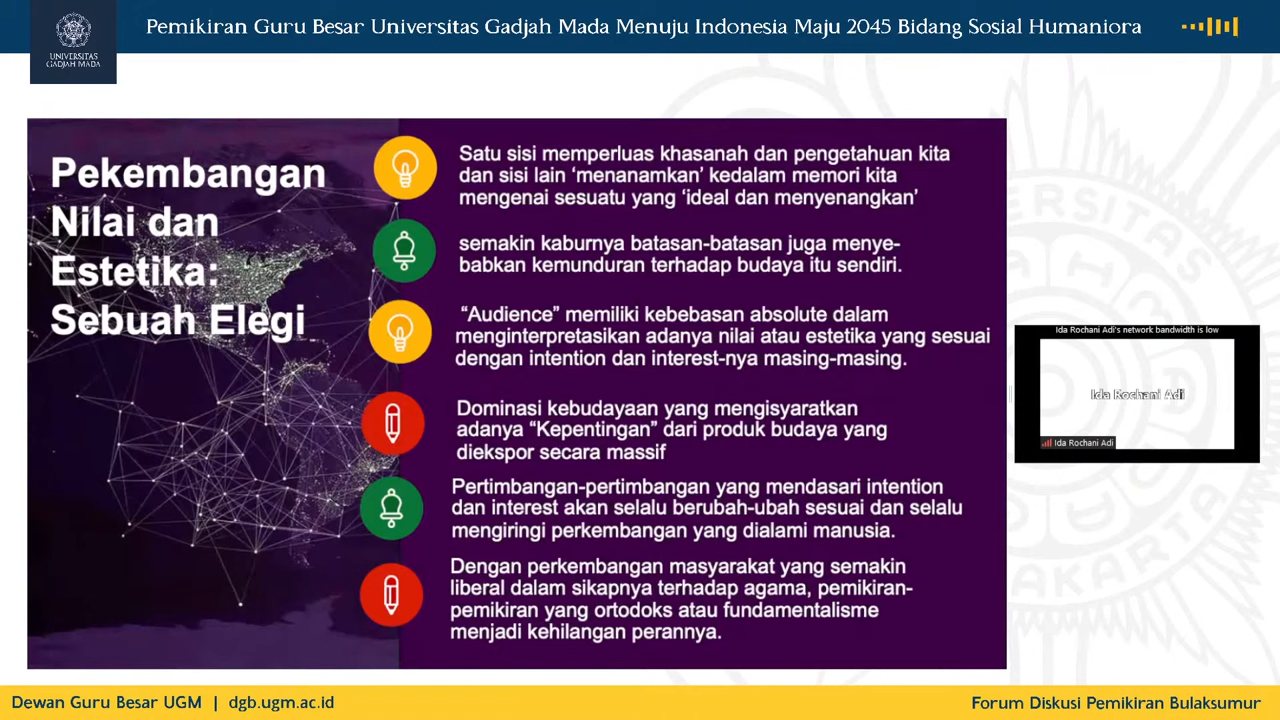 Pemikiran Guru Besar Universitas Gadjah Mada Menuju Indonesia Maju 2045 Bidang Sosial Humaniora
UNIVERSITAS
GADJAH MADA
Pekembangan
Nilai dan
Estetika:
Sebuah Elegi
Satu sisi memperluas khasanah dan pengetahuan kita
dan sisi lain ‘menanamkan’ kedalam memori kita
mengenai sesuatu yang ‘ideal dan menyenangkan’
semakin kaburnya batasan-batasan juga menye-
babkan kemunduran terhadap budaya itu sendiri.
“Audience” memiliki kebebasan absolute dalam
menginterpretasikan adanya nilai atau estetika yang sesuai
dengan intention dan interest-nya masing-masing.
Dominasi kebudayaan yang mengisyaratkan
adanya “Kepentingan” dari produk budaya yang
diekspor secara massif
Pertimbangan-pertimbangan yang mendasari intention
dan interest akan selalu berubah-ubah sesuai dan selalu
mengiringi perkembangan yang dialami manusia.
Dengan perkembangan masyarakat yang semakin
liberal dalam sikapnya terhadap agama, pemikiran-
pemikiran yang ortodoks atau fundamentalisme
menjadi kehilangan perannya.
Ida Rochani Adi's network bandwidth is low
Ida Rochani Adi
Ida Rochani Adi
Dewan Guru Besar UGM | dgb.ugm.ac.id
Forum Diskusi Pemikiran Bulaksumur